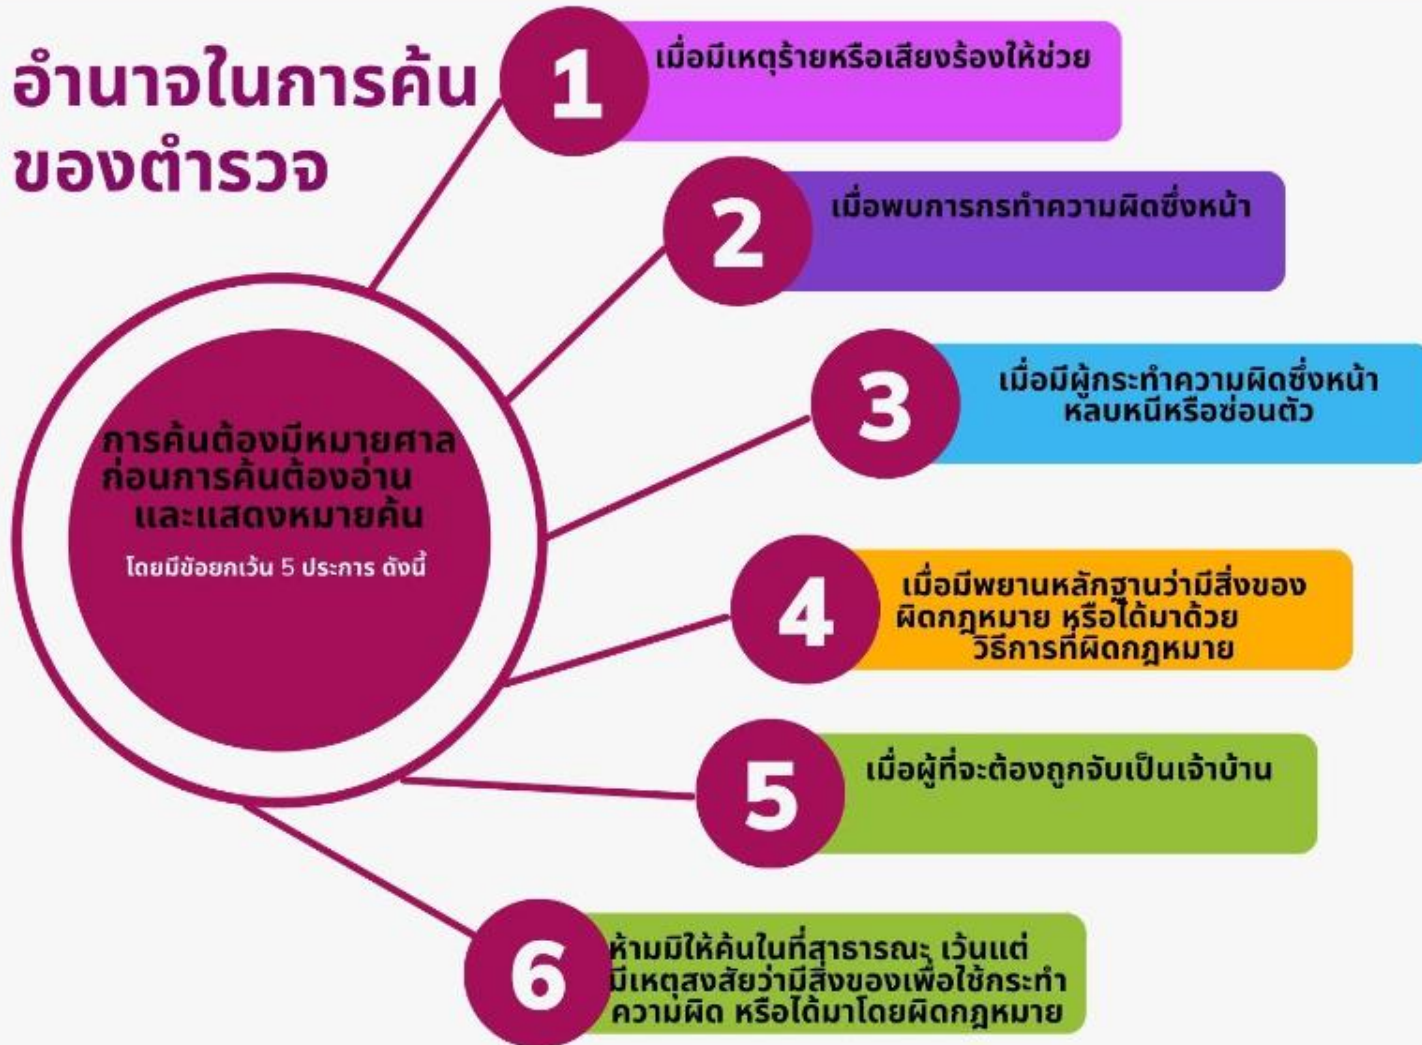 อำนาจในการค้น
ของตำรวจ
1
เมื่อมีเหตุร้ายหรือเสียงร้องให้ช่วย
2
เมื่อพบการกรทำความผิดซึ่งหน้า
3
เมื่อมีผู้กระทำความผิดซึ่งหน้า
หลบหนีหรือซ่อนตัว
การค้นต้องมีหมายศาล
ก่อนการค้นต้องอ่าน
และแสดงหมายค้น
โดยมีข้อยกเว้น 5 ประการ ดังนี้
4
เมื่อมีพยานหลักฐานว่ามีสิ่งของ
ผิดกฎหมาย หรือได้มาด้วย
วิธีการที่ผิดกฎหมาย
5
เมื่อผู้ที่จะต้องถูกจับเป็นเจ้าบ้าน
6
ห้ามมิให้ค้นในที่สาธารณะ เว้นแต่
มีเหตุสงสัยว่ามีสิ่งของเพื่อใช้กระทำ
ความผิด หรือได้มาโดยผิดกฎหมาย